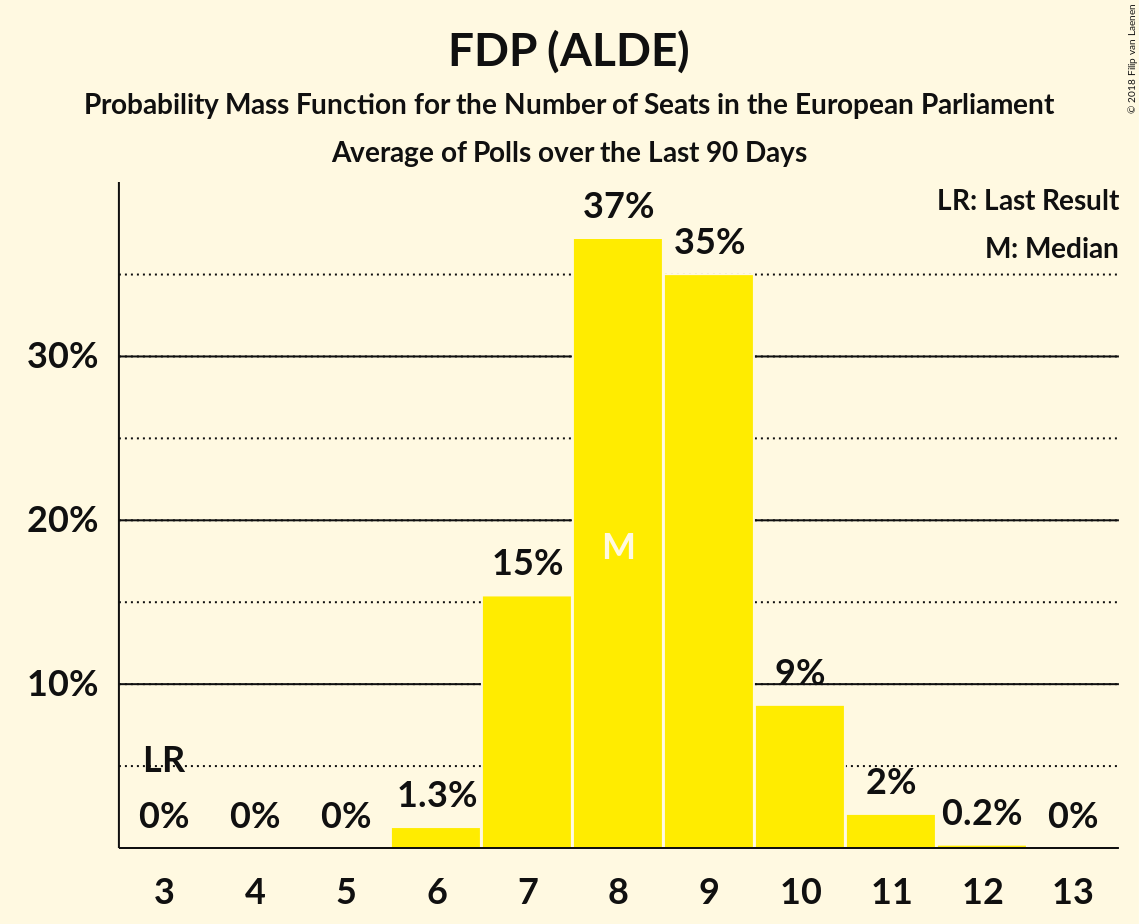 FDP (ALDE)
Probability Mass Function for the Number of Seats in the European Parliament
Average of Polls over the Last 90 Days
© 2018 Filip van Laenen
LR: Last Result
M: Median
37%
35%
30%
20%
15%
M
10%
9%
LR
0%
0%
0%
1.3%
2%
0.2%
0%
3 4 5 6 7 8 9 10 11 12 13